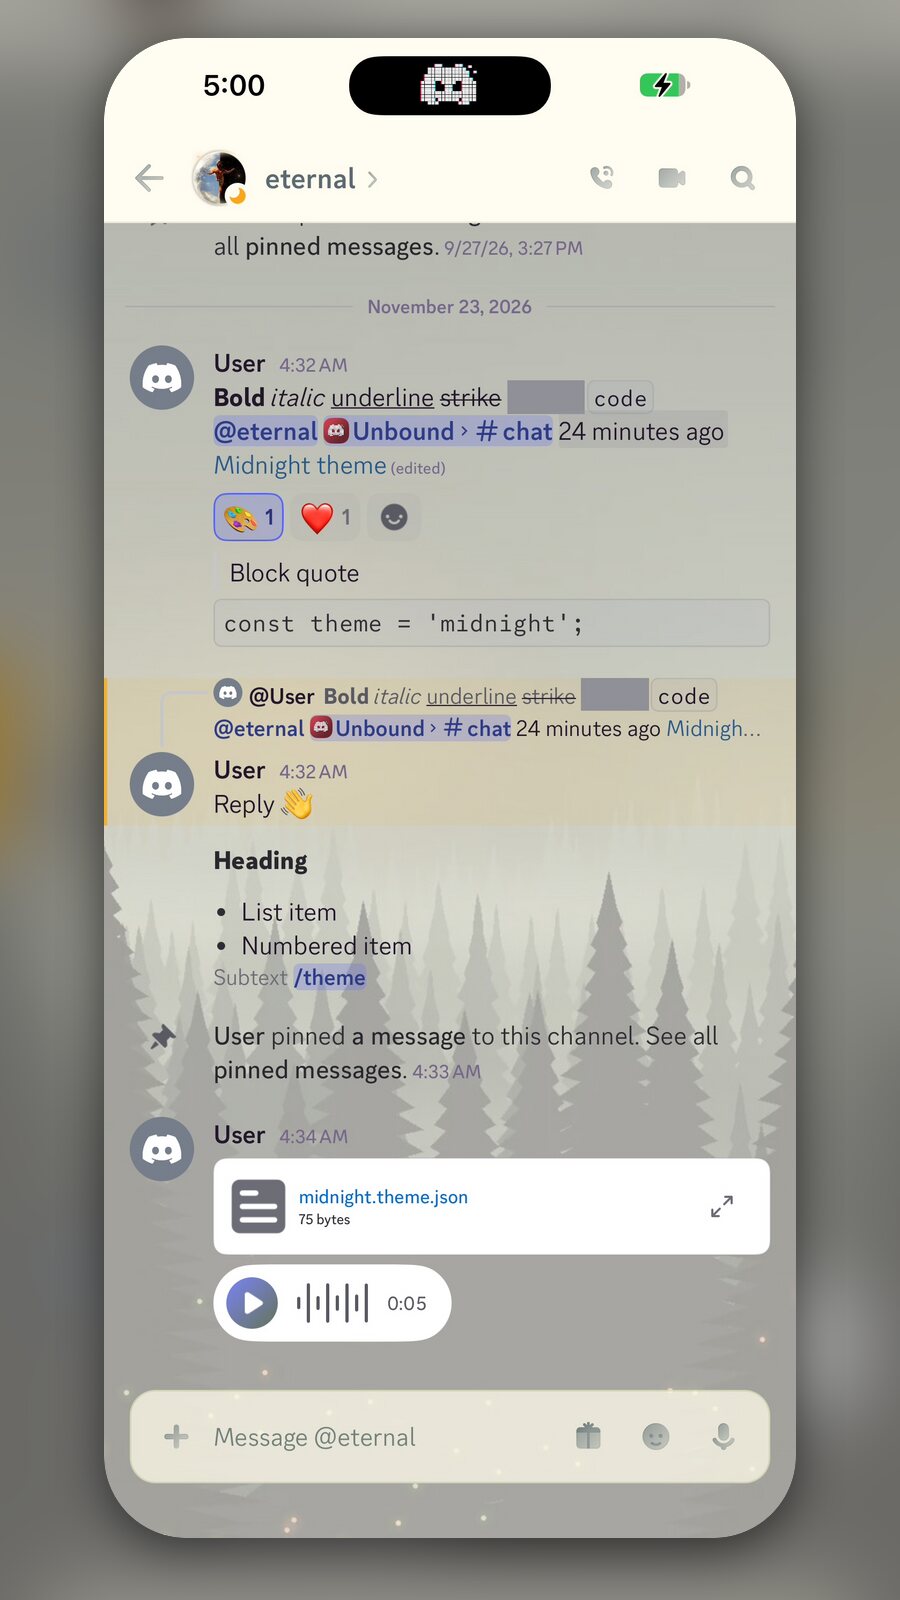 5:00
eternal
all pinned messages. 9/27/26, 3:27 PM
November 23, 2026
User 4:32 AM
Bold italic underline strike code
@eternal Unbound › # chat 24 minutes ago
Midnight theme (edited)
1 1
Block quote
const theme = 'midnight';
@User Bold italic underline strike code
@eternal Unbound › # chat 24 minutes ago Midnigh...
User 4:32 AM
Reply 👋
Heading
• List item
• Numbered item
Subtext /theme
User pinned a message to this channel. See all
pinned messages. 4:33 AM
User 4:34 AM
midnight.theme.json
75 bytes
0:05
Message @eternal